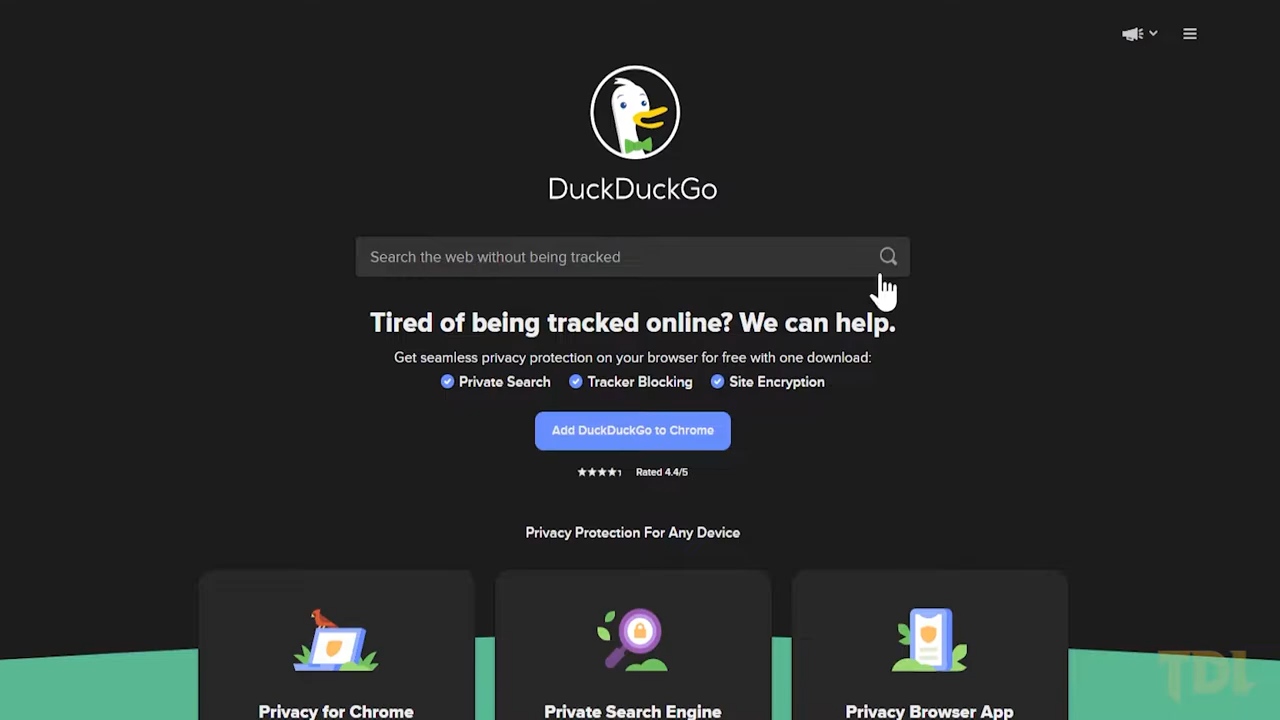 DuckDuckGo
Search the web without being tracked
Tired of being tracked online? We can help.
Get seamless privacy protection on your browser for free with one download:
Private Search Tracker Blocking Site Encryption
Add DuckDuckGo to Chrome
Rated 4.4/5
Privacy Protection For Any Device
Privacy for Chrome
Private Search Engine
Privacy Browser App
TDI